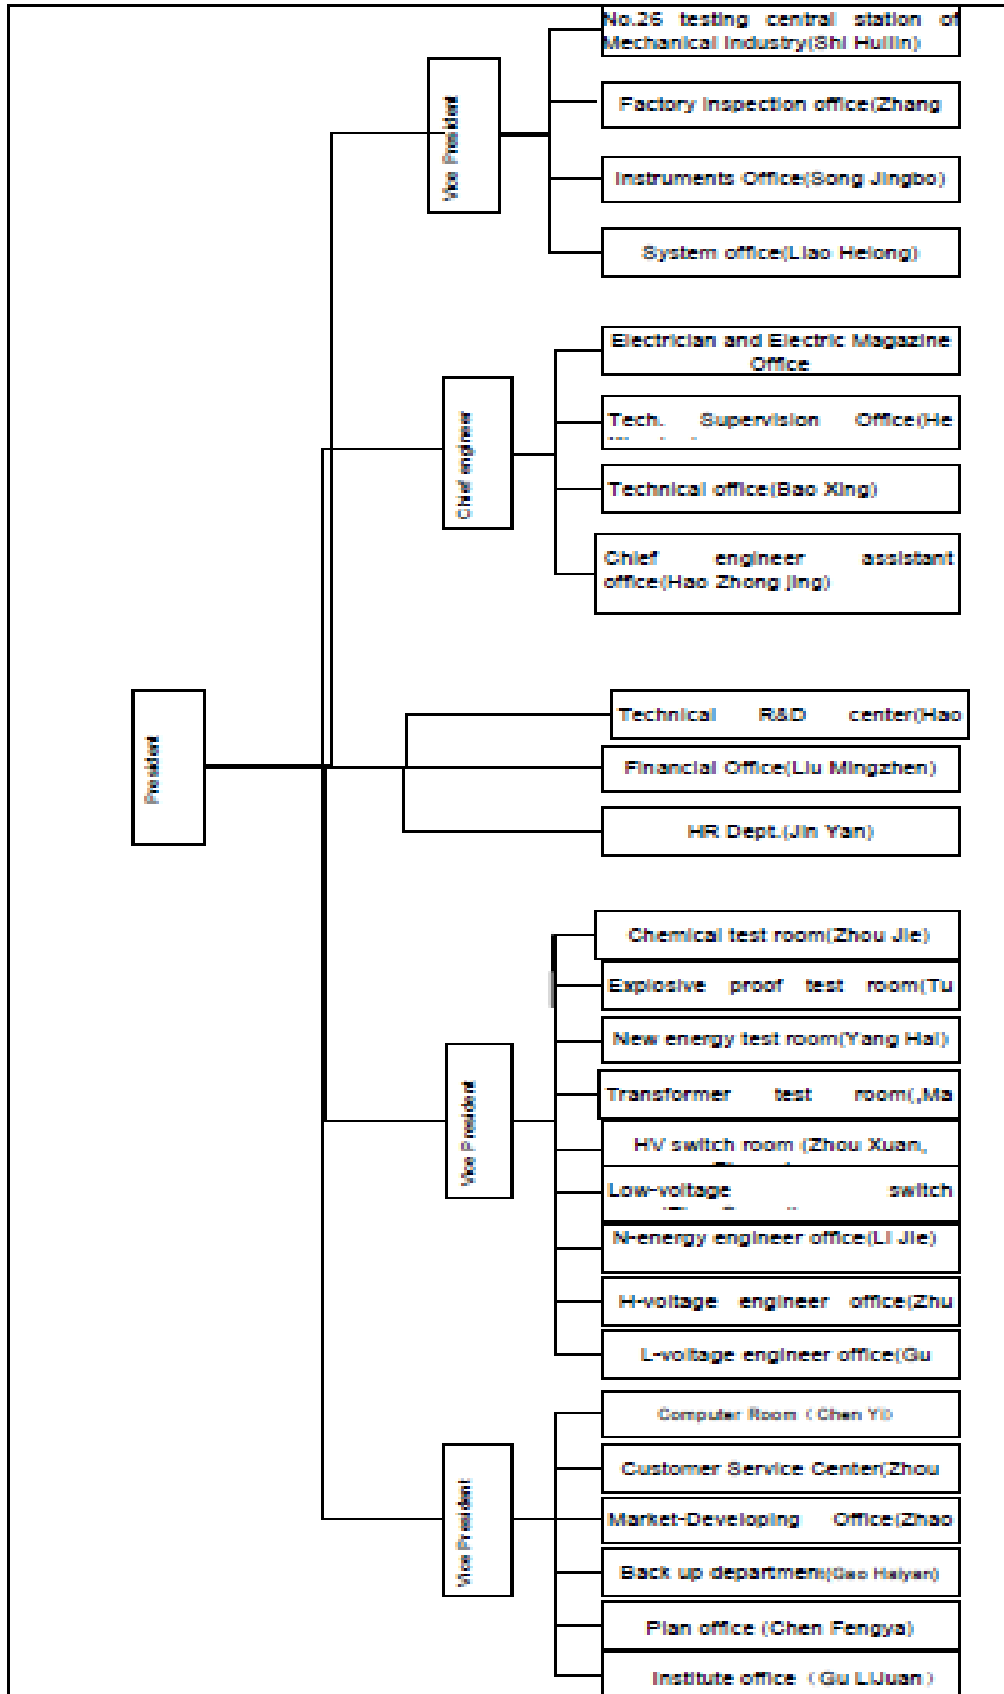 No.26 testing central station of
Mechanical Industry(Shi Huilin)
Factory inspection office(Zhang
Vice President
Instruments Office(Song Jingbo)
System office(Liao Helong)
Electrician and Electric Magazine
Office
Tech. Supervision Office(He
Chief engineer
Technical office(Bao Xing)
Chief engineer assistant
office(Hao Zhong jing)
President
Technical R&D center(Hao
Financial Office(Liu Mingzhen)
HR Dept.(Jin Yan)
Chemical test room(Zhou Jie)
Explosive proof test room(Tu
New energy test room(Yang Hai)
Transformer test room(,Ma
Vice President
HV switch room (Zhou Xuan,
Low-voltage switch
N-energy engineer office(Li Jie)
H-voltage engineer office(Zhu
L-voltage engineer office(Gu
Computer Room ( Chen Yi)
Customer Service Center(Zhou
Vice President
Market-Developing Office(Zhao
Back up department(Gao Haiyan)
Plan office (Chen Fengya)
Institute office ( Gu LiJuan )